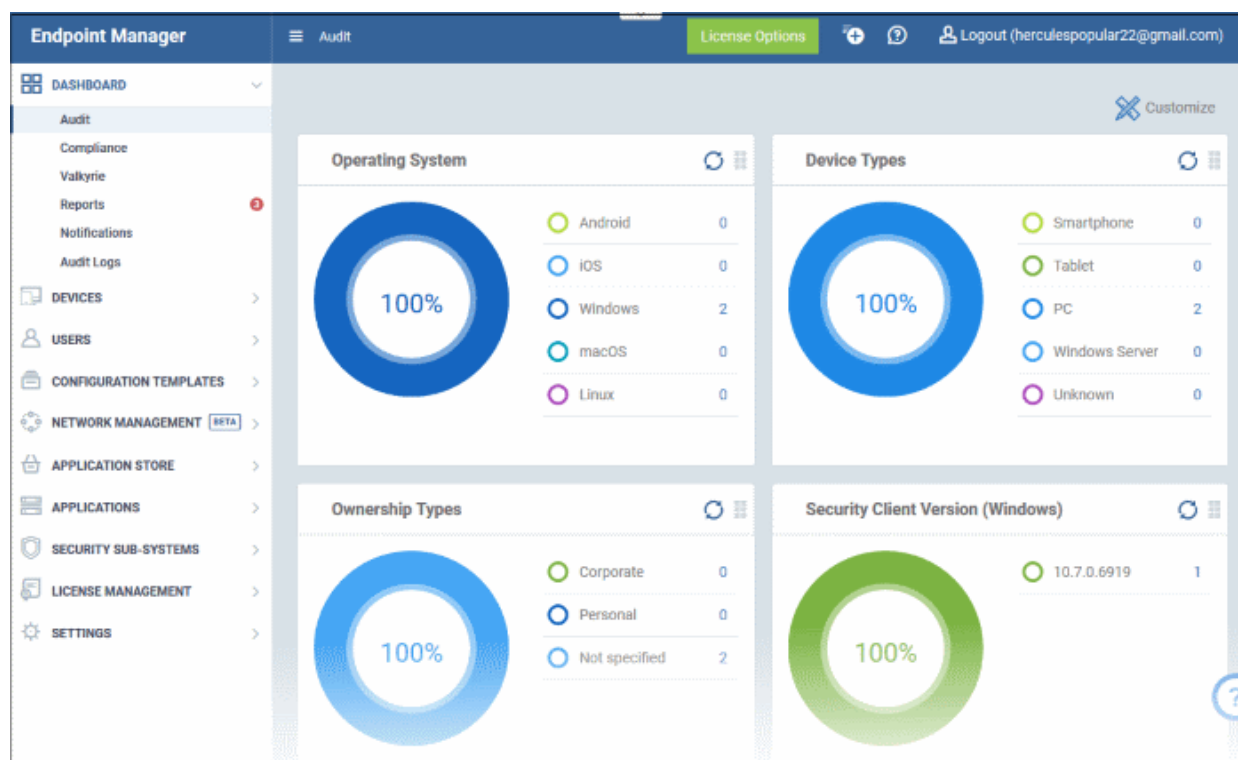 Endpoint Manager
Audit
License Options
Logout (herculespopular22@gmail.com)
DASHBOARD
Audit
Compliance
Valkyrie
Reports 3
Notifications
Audit Logs
DEVICES
USERS
CONFIGURATION TEMPLATES
NETWORK MANAGEMENT BETA
APPLICATION STORE
APPLICATIONS
SECURITY SUB-SYSTEMS
LICENSE MANAGEMENT
SETTINGS
Customize
Operating System
100%
Android 0
iOS 0
Windows 2
macOS 0
Linux 0
Device Types
100%
Smartphone 0
Tablet 0
PC 2
Windows Server 0
Unknown 0
Ownership Types
100%
Corporate 0
Personal 0
Not specified 2
Security Client Version (Windows)
100%
10.7.0.6919 1
?